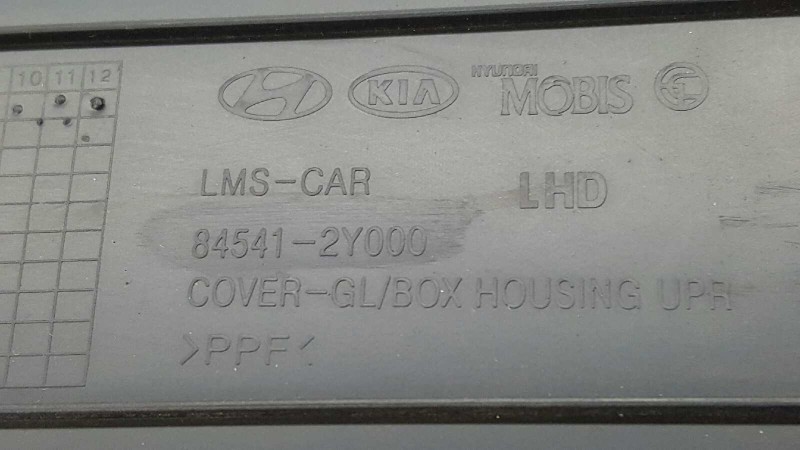 10 11 12
KIA
HYUNDAI
MOBIS
LMS-CAR LHD
84541-2Y000
COVER-GL/BOX HOUSING UPR
>PPF<